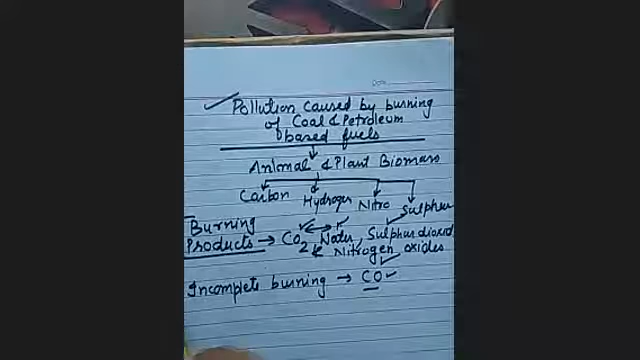 Pollution caused by burning
of Coal & Petroleum
based fuels
Animal & Plant Biomass
Carbon Hydrogen Nitro Sulphur
Burning
Products → CO2 Water, Sulphur dioxid
& Nitrogen oxides
Incomplete burning → CO